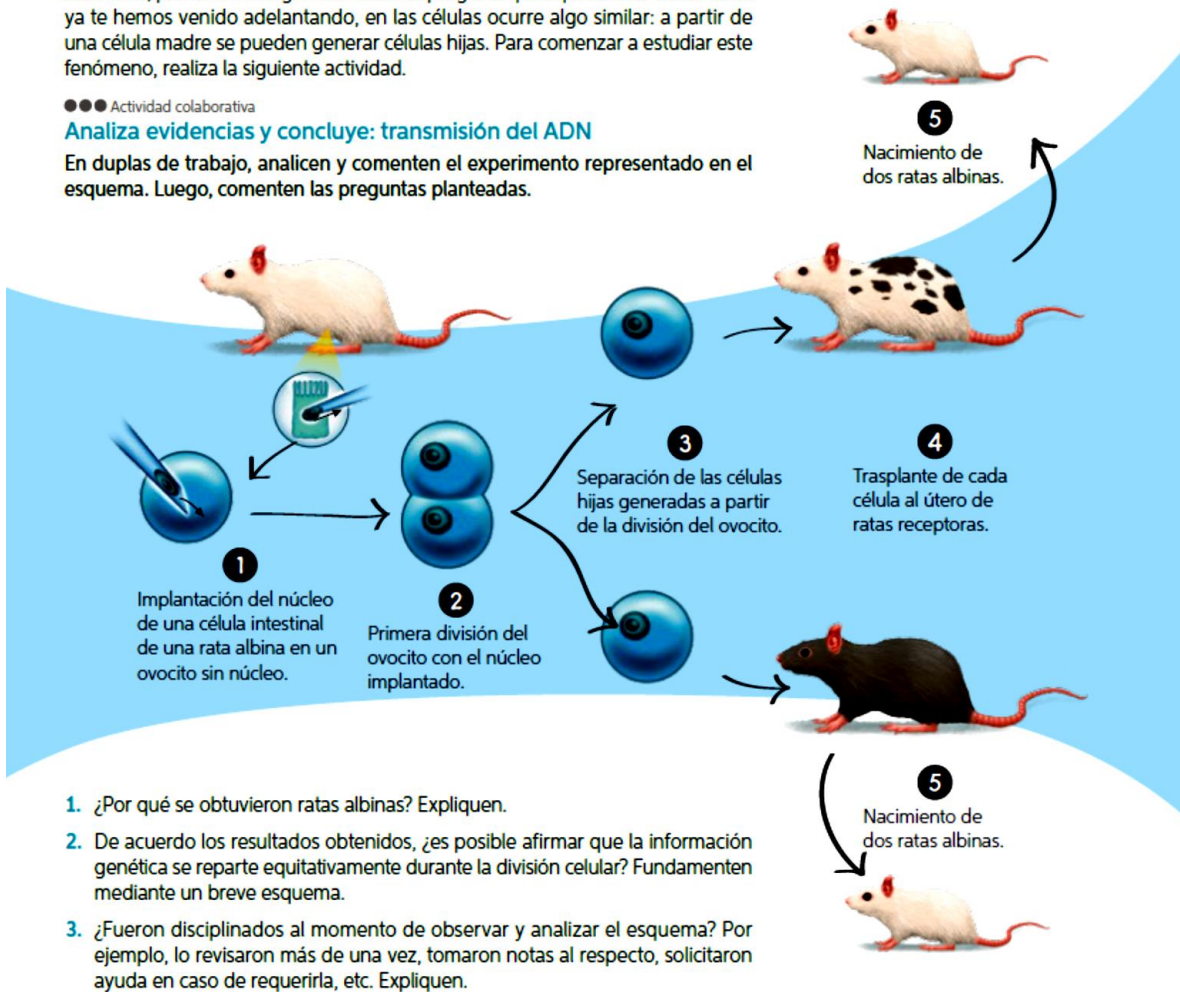 ya te hemos venido adelantando, en las células ocurre algo similar: a partir de
una célula madre se pueden generar células hijas. Para comenzar a estudiar este
fenómeno, realiza la siguiente actividad.
Actividad colaborativa
Analiza evidencias y concluye: transmisión del ADN
En duplas de trabajo, analicen y comenten el experimento representado en el
esquema. Luego, comenten las preguntas planteadas.
5
Nacimiento de
dos ratas albinas.
1
Implantación del núcleo
de una célula intestinal
de una rata albina en un
ovocito sin núcleo.
2
Primera división del
ovocito con el núcleo
implantado.
3
Separación de las células
hijas generadas a partir
de la división del ovocito.
4
Trasplante de cada
célula al útero de
ratas receptoras.
5
Nacimiento de
dos ratas albinas.
1. ¿Por qué se obtuvieron ratas albinas? Expliquen.
2. De acuerdo los resultados obtenidos, ¿es posible afirmar que la información
genética se reparte equitativamente durante la división celular? Fundamenten
mediante un breve esquema.
3. ¿Fueron disciplinados al momento de observar y analizar el esquema? Por
ejemplo, lo revisaron más de una vez, tomaron notas al respecto, solicitaron
ayuda en caso de requerirla, etc. Expliquen.